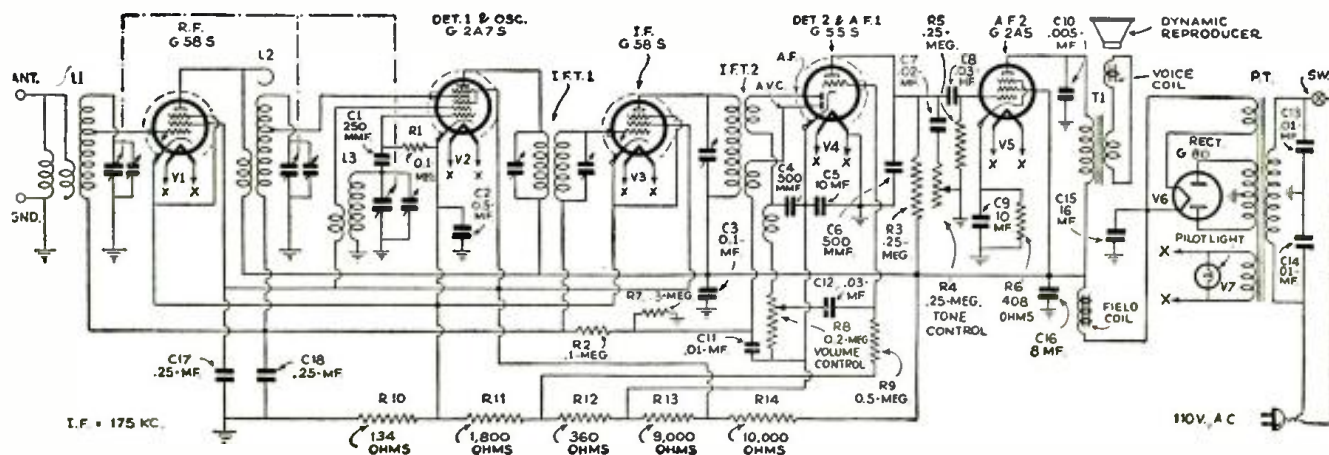 R.F.
G 58 S
DET. 1 & OSC.
G 2A7S
I.F.
G 58 S
DET 2 & A F.1
G 55 S
R5
.25-
MEG.
A F.2
G 2A5
C10
.005-
MF.
DYNAMIC
REPRODUCER
ANT.
L1
L2
I.F.T. 1
I.F.T. 2
A.F.
A.V.C.
C7
.02-
MF.
C8
.03
MF
VOICE
COIL
T1
P.T.
SW.
C1
250
MMF.
R1
0.1
MEG.
L3
V1
V2
V3
V4
V5
RECT.
G 80
V6
C13
.01-
MF.
X X
X X
X X
X X
X X
C2
0.5-
MF.
C4
500
MMF
C5
10 MF
C6
500
MMF.
R3
.25-
MEG
C9
10
MF
C15
16
MF
PILOT LIGHT
X
X
V7
C14
.01-
MF.
GND.
C3
0.1-
MF.
R7
-MEG
C12
.03-
MF
R4
.25-MEG.
TONE
CONTROL
R6
408
OHMS
C16
8 MF.
FIELD
COIL
R2
.1-MEG
C11
.01-MF.
R8
0.2-MEG
VOLUME
CONTROL
R9
0.5-MEG
C17
.25-MF.
C18
.25-MF.
I.F. = 175 KC.
R10
134
OHMS
R11
1,800
OHMS
R12
360
OHMS
R13
9,000
OHMS
R14
10,000
OHMS
110 V. A C